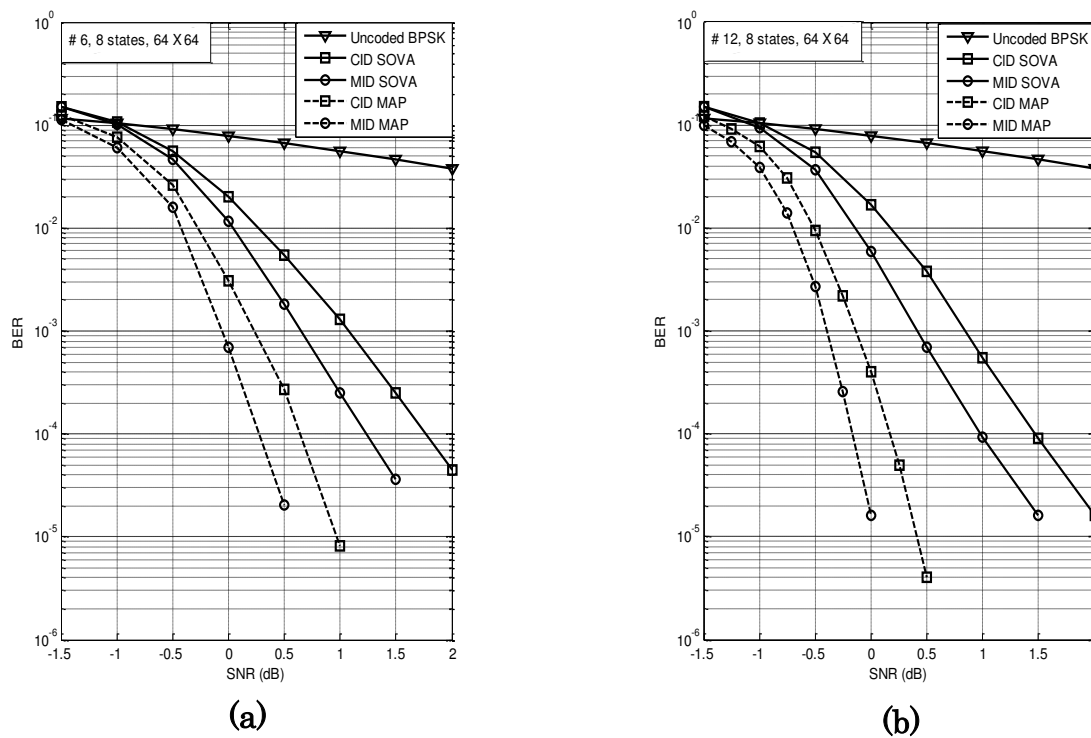 10^0
10^-1
10^-2
10^-3
10^-4
10^-5
10^-6
BER
# 6, 8 states, 64 X 64
Uncoded BPSK
CID SOVA
MID SOVA
CID MAP
MID MAP
-1.5 -1 -0.5 0 0.5 1 1.5 2
SNR (dB)
(a)
10^0
10^-1
10^-2
10^-3
10^-4
10^-5
10^-6
BER
# 12, 8 states, 64 X 64
Uncoded BPSK
CID SOVA
MID SOVA
CID MAP
MID MAP
-1.5 -1 -0.5 0 0.5 1 1.5
SNR (dB)
(b)